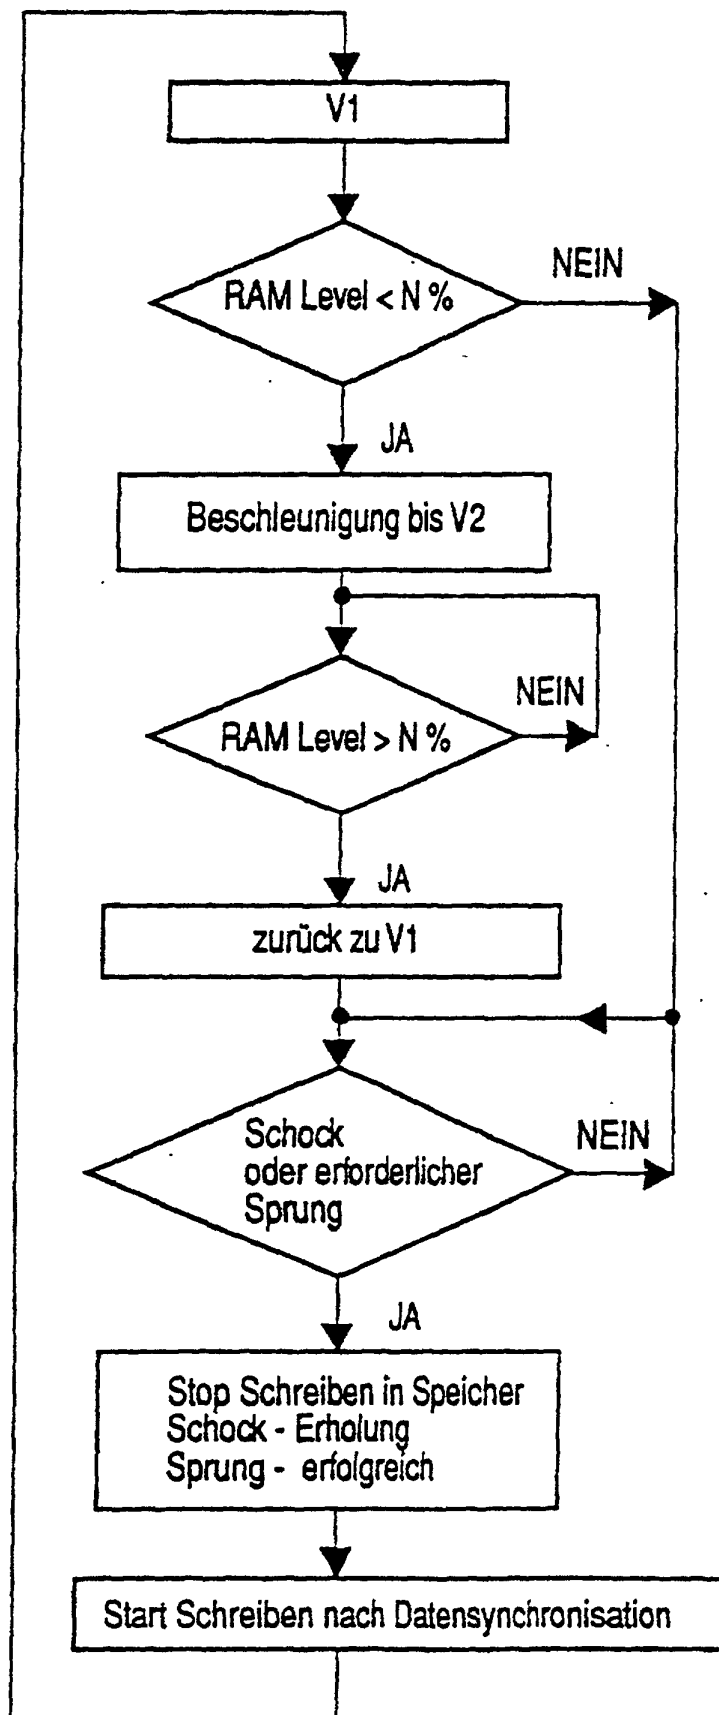 V1
RAM Level < N %
NEIN
JA
Beschleunigung bis V2
NEIN
RAM Level > N %
JA
zurück zu V1
Schock
oder erforderlicher
Sprung
NEIN
JA
Stop Schreiben in Speicher
Schock - Erholung
Sprung - erfolgreich
Start Schreiben nach Datensynchronisation